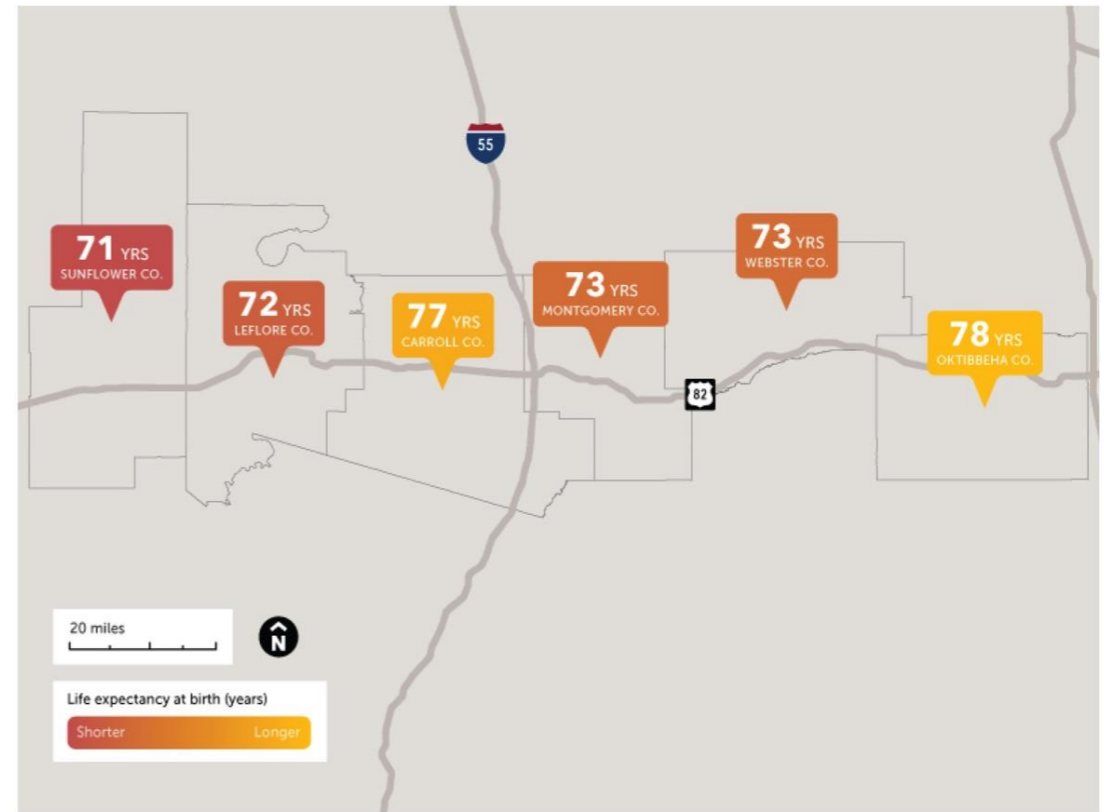 55
71 YRS
SUNFLOWER CO.
72 YRS
LEFLORE CO.
77 YRS
CARROLL CO.
73 YRS
MONTGOMERY CO.
73 YRS
WEBSTER CO.
78 YRS
OKTIBBEHA CO.
82
20 miles
N
Life expectancy at birth (years)
Shorter Longer